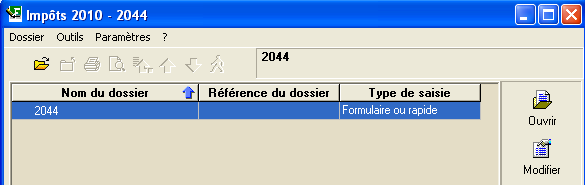 Impôts 2010 - 2044
Dossier Outils Paramètres ?
2044
Nom du dossier Référence du dossier Type de saisie
2044 Formulaire ou rapide
Ouvrir
Modifier